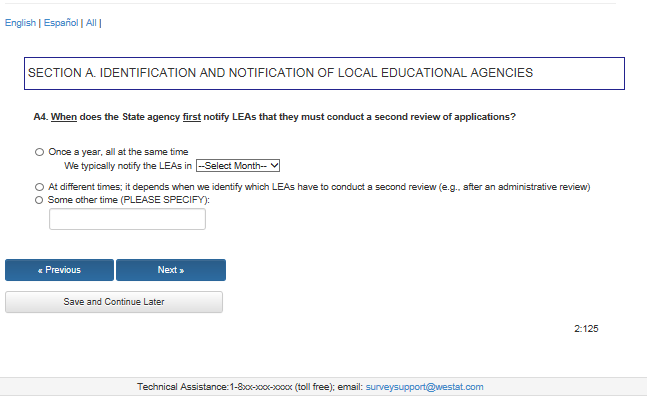 English | Español | All |
SECTION A. IDENTIFICATION AND NOTIFICATION OF LOCAL EDUCATIONAL AGENCIES
A4. When does the State agency first notify LEAs that they must conduct a second review of applications?
Once a year, all at the same time
We typically notify the LEAs in --Select Month--
At different times; it depends when we identify which LEAs have to conduct a second review (e.g., after an administrative review)
Some other time (PLEASE SPECIFY):
« Previous
Next »
Save and Continue Later
2:125
Technical Assistance:1-8xx-xxx-xxxx (toll free); email: surveysupport@westat.com